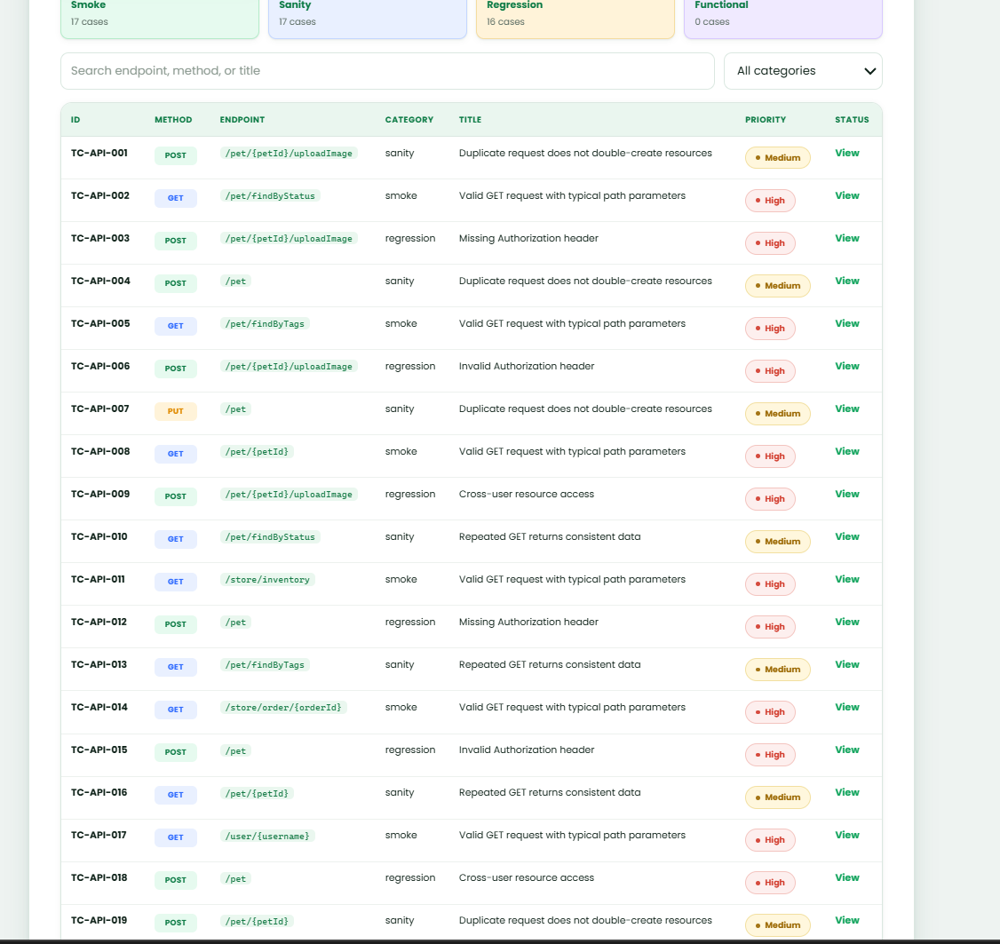 Smoke Sanity Regression Functional
17 cases 17 cases 16 cases 0 cases
Search endpoint, method, or title All categories
ID METHOD ENDPOINT CATEGORY TITLE PRIORITY STATUS
TC-API-001 POST /pet/{petId}/uploadImage sanity Duplicate request does not double-create resources Medium View
TC-API-002 GET /pet/findByStatus smoke Valid GET request with typical path parameters High View
TC-API-003 POST /pet/{petId}/uploadImage regression Missing Authorization header High View
TC-API-004 POST /pet sanity Duplicate request does not double-create resources Medium View
TC-API-005 GET /pet/findByTags smoke Valid GET request with typical path parameters High View
TC-API-006 POST /pet/{petId}/uploadImage regression Invalid Authorization header High View
TC-API-007 PUT /pet sanity Duplicate request does not double-create resources Medium View
TC-API-008 GET /pet/{petId} smoke Valid GET request with typical path parameters High View
TC-API-009 POST /pet/{petId}/uploadImage regression Cross-user resource access High View
TC-API-010 GET /pet/findByStatus sanity Repeated GET returns consistent data Medium View
TC-API-011 GET /store/inventory smoke Valid GET request with typical path parameters High View
TC-API-012 POST /pet regression Missing Authorization header High View
TC-API-013 GET /pet/findByTags sanity Repeated GET returns consistent data Medium View
TC-API-014 GET /store/order/{orderId} smoke Valid GET request with typical path parameters High View
TC-API-015 POST /pet regression Invalid Authorization header High View
TC-API-016 GET /pet/{petId} sanity Repeated GET returns consistent data Medium View
TC-API-017 GET /user/{username} smoke Valid GET request with typical path parameters High View
TC-API-018 POST /pet regression Cross-user resource access High View
TC-API-019 POST /pet/{petId} sanity Duplicate request does not double-create resources Medium View